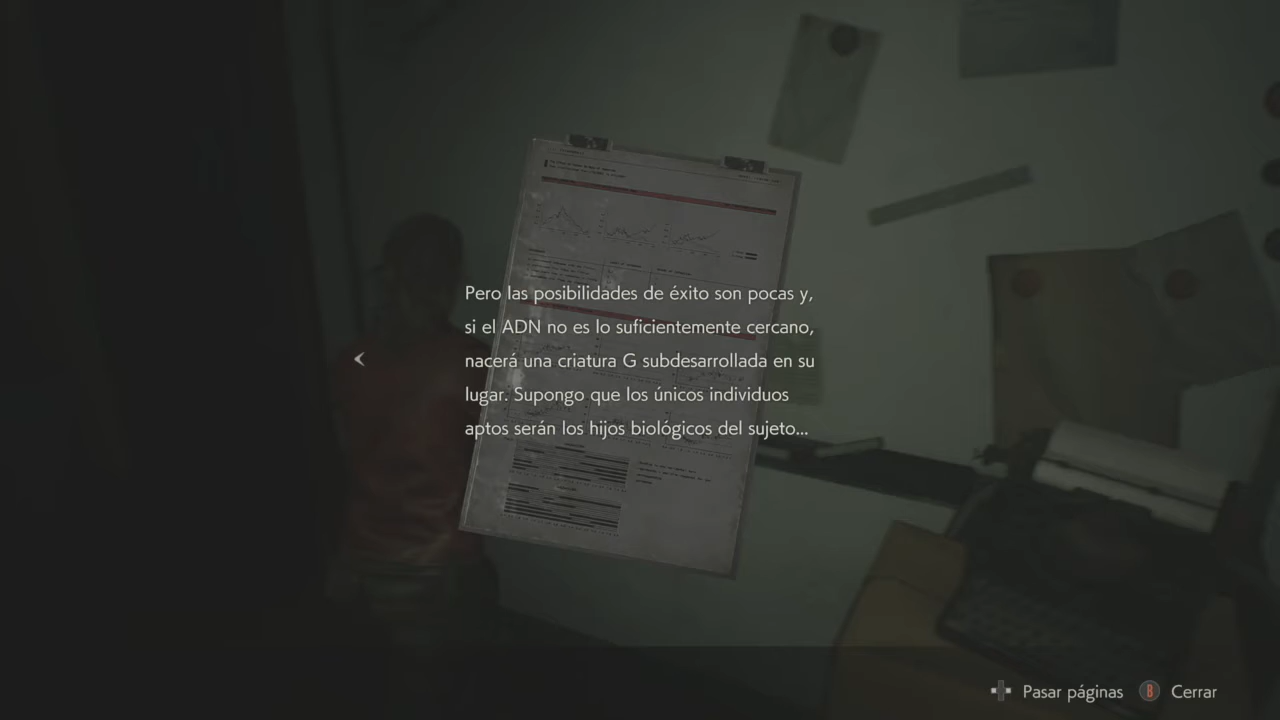 Pero las posibilidades de éxito son pocas y,
si el ADN no es lo suficientemente cercano,
nacerá una criatura G subdesarrollada en su
lugar. Supongo que los únicos individuos
aptos serán los hijos biológicos del sujeto...
Pasar páginas B Cerrar